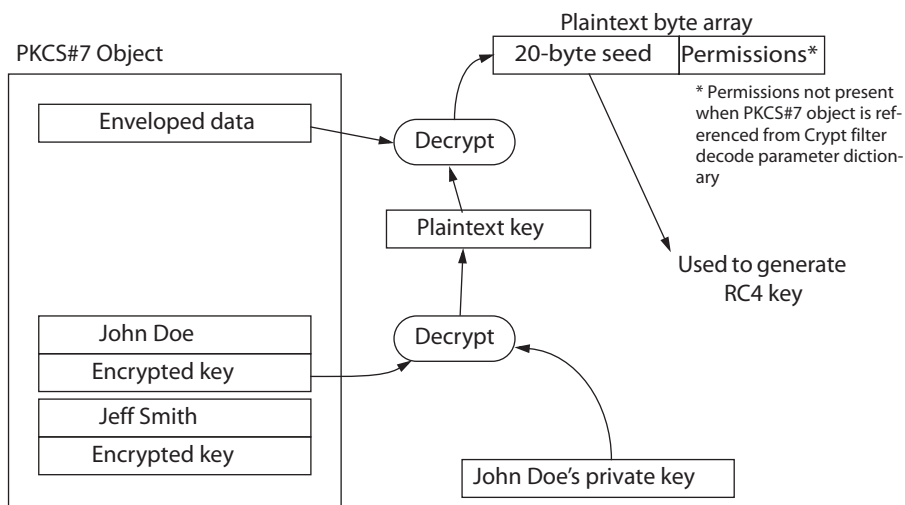 PKCS#7 Object
Plaintext byte array
20-byte seed
Permissions*
* Permissions not present
when PKCS#7 object is ref-
erenced from Crypt filter
decode parameter diction-
ary
Enveloped data
Decrypt
Plaintext key
Used to generate
RC4 key
John Doe
Encrypted key
Decrypt
Jeff Smith
Encrypted key
John Doe's private key